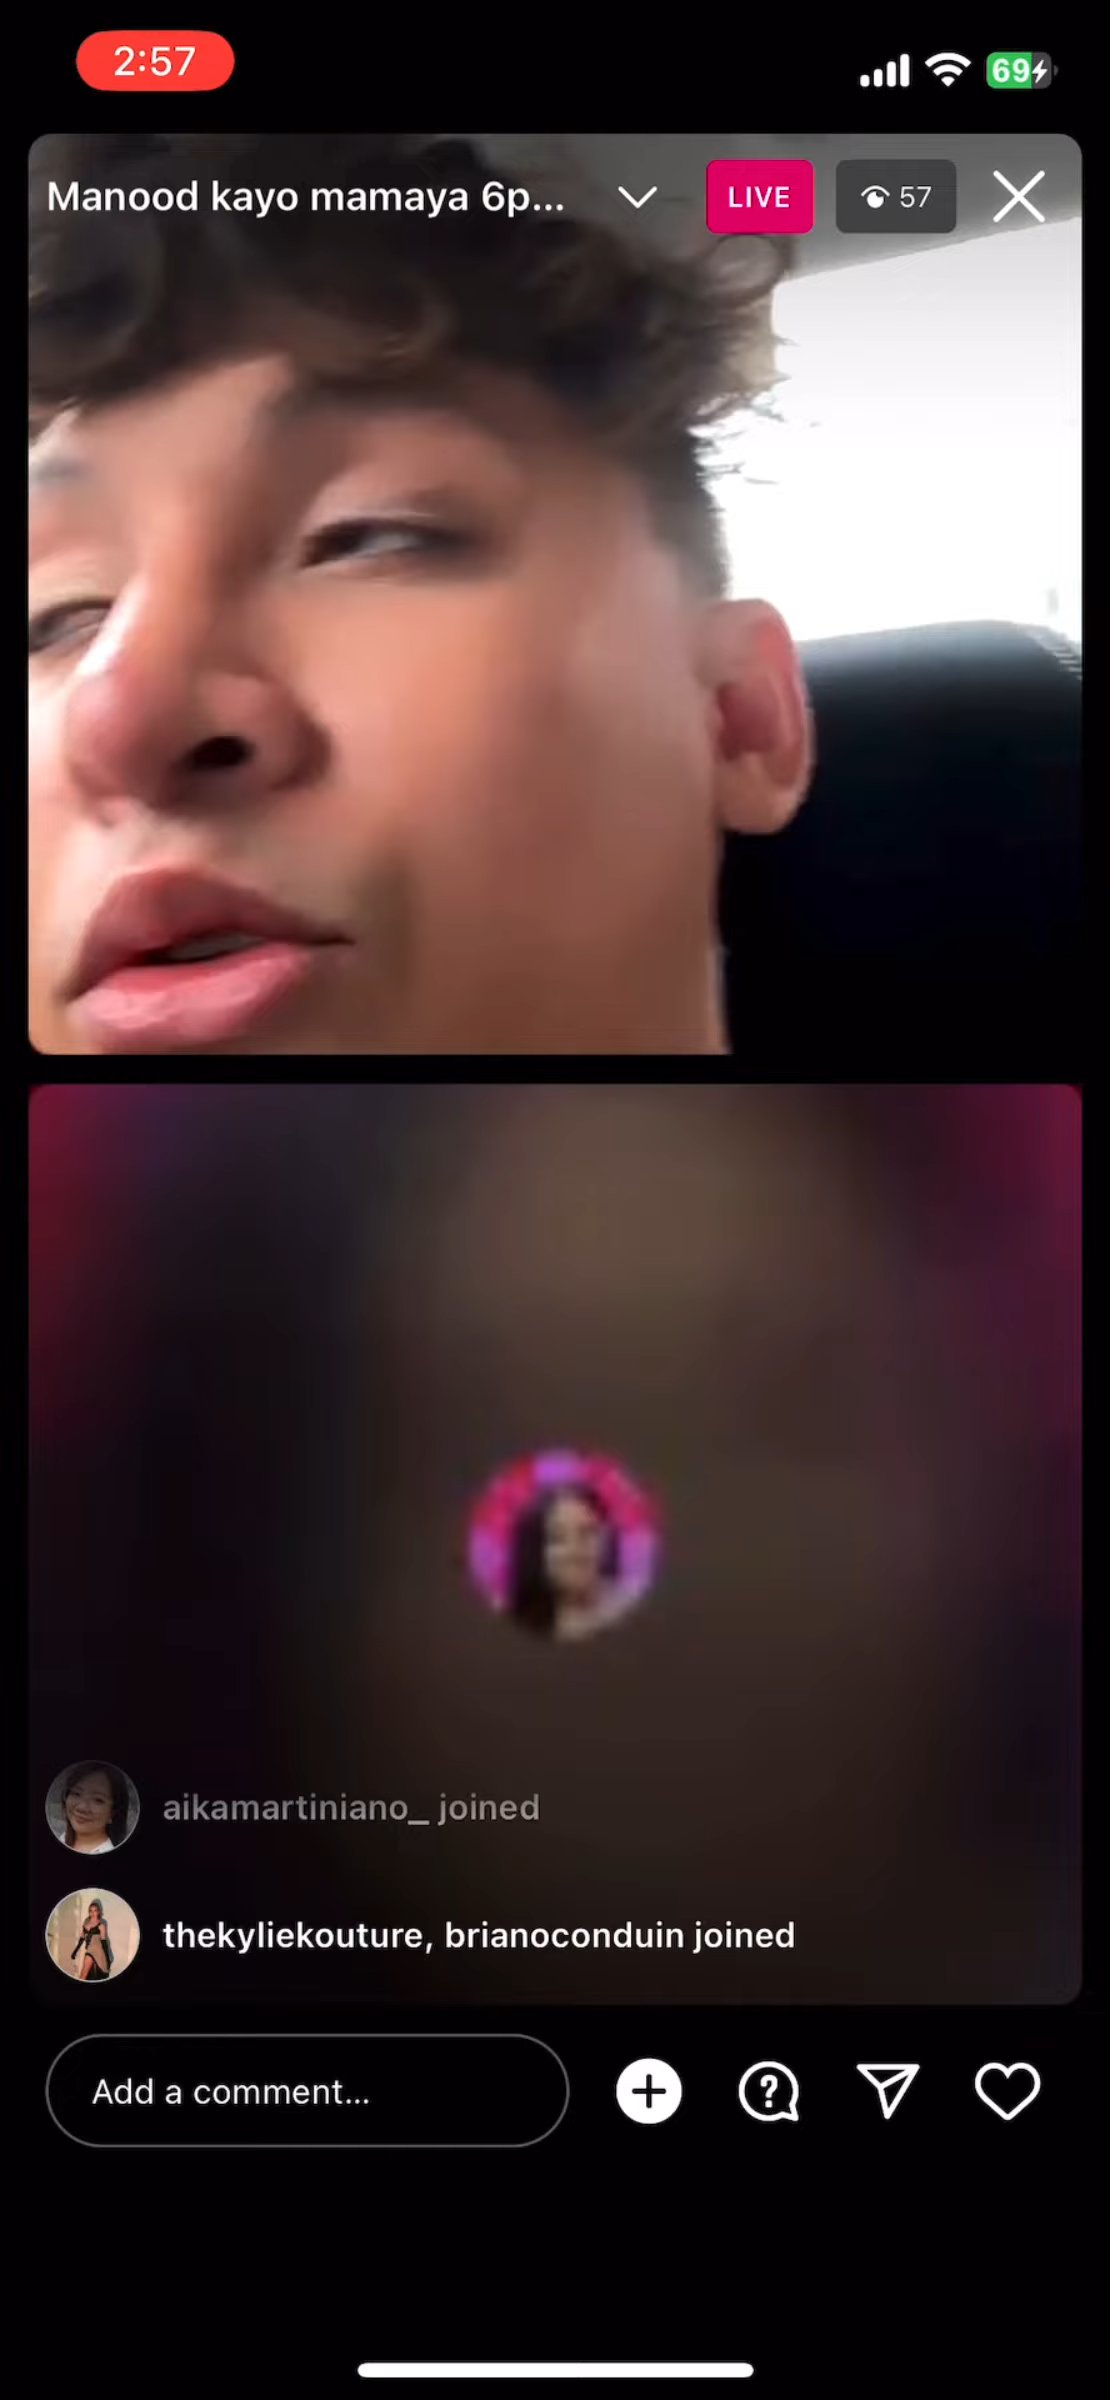 2:57
69
Manood kayo mamaya 6p...
LIVE
57
aikamartiniano_ joined
thekyliekouture, brianoconduin joined
Add a comment...